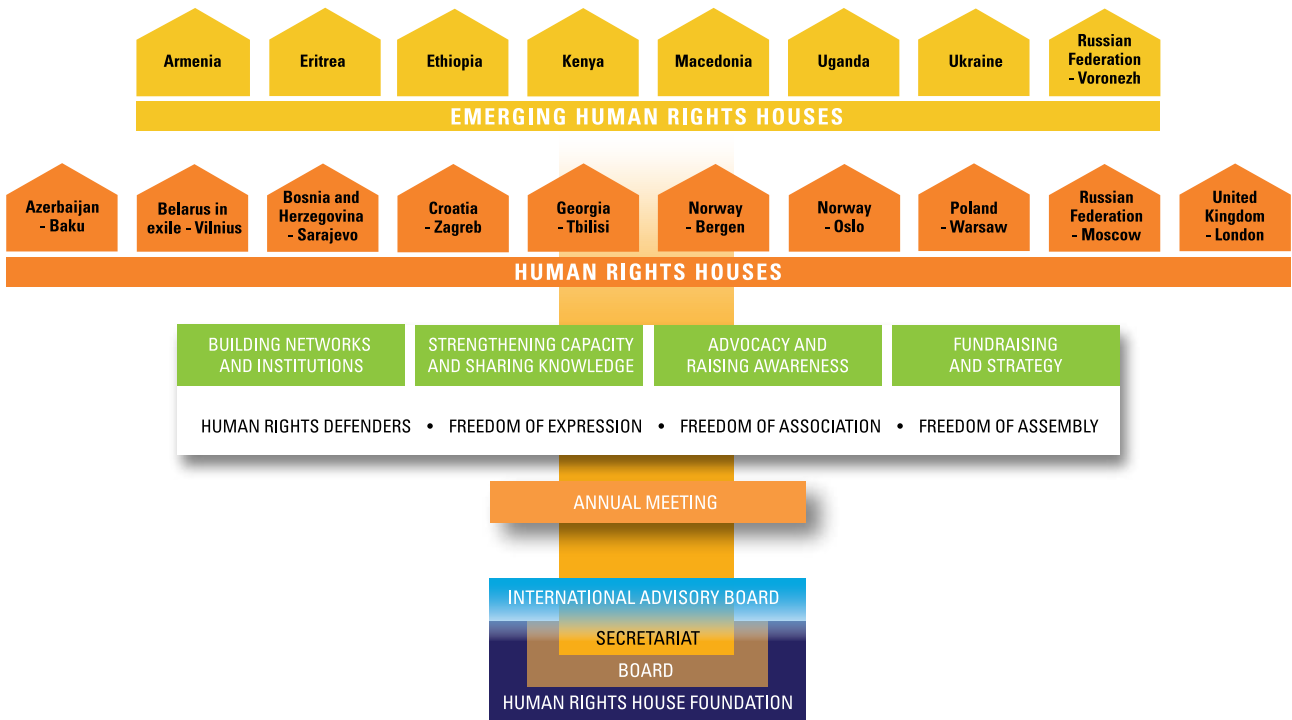 Armenia
Eritrea
Ethiopia
Kenya
Macedonia
Uganda
Ukraine
Russian
Federation
- Voronezh
EMERGING HUMAN RIGHTS HOUSES
Azerbaijan
- Baku
Belarus in
exile - Vilnius
Bosnia and
Herzegovina
- Sarajevo
Croatia
- Zagreb
Georgia
- Tbilisi
Norway
- Bergen
Norway
- Oslo
Poland
- Warsaw
Russian
Federation
- Moscow
United
Kingdom
- London
HUMAN RIGHTS HOUSES
BUILDING NETWORKS
AND INSTITUTIONS
STRENGTHENING CAPACITY
AND SHARING KNOWLEDGE
ADVOCACY AND
RAISING AWARENESS
FUNDRAISING
AND STRATEGY
HUMAN RIGHTS DEFENDERS • FREEDOM OF EXPRESSION • FREEDOM OF ASSOCIATION • FREEDOM OF ASSEMBLY
ANNUAL MEETING
INTERNATIONAL ADVISORY BOARD
SECRETARIAT
BOARD
HUMAN RIGHTS HOUSE FOUNDATION